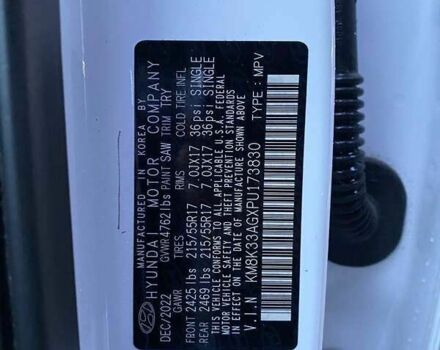 MANUFACTURED IN KOREA BY
HYUNDAI MOTOR COMPANY
DEC/2022 GVWR 4762 lbs PAINT SAW TRIM TRY
GAWR TIRES RIMS COLD TIRE INFL
FRONT 2425 lbs 215/55R17 7.0JX17 36psi SINGLE
REAR 2469 lbs 215/55R17 7.0JX17 36psi SINGLE
THIS VEHICLE CONFORMS TO ALL APPLICABLE U.S.A. FEDERAL
MOTOR VEHICLE SAFETY, BUMPER, AND THEFT PREVENTION STANDARDS
IN EFFECT ON THE DATE OF MANUFACTURE SHOWN ABOVE.
V.I.N : KM8K33AGXPU173830 TYPE : MPV